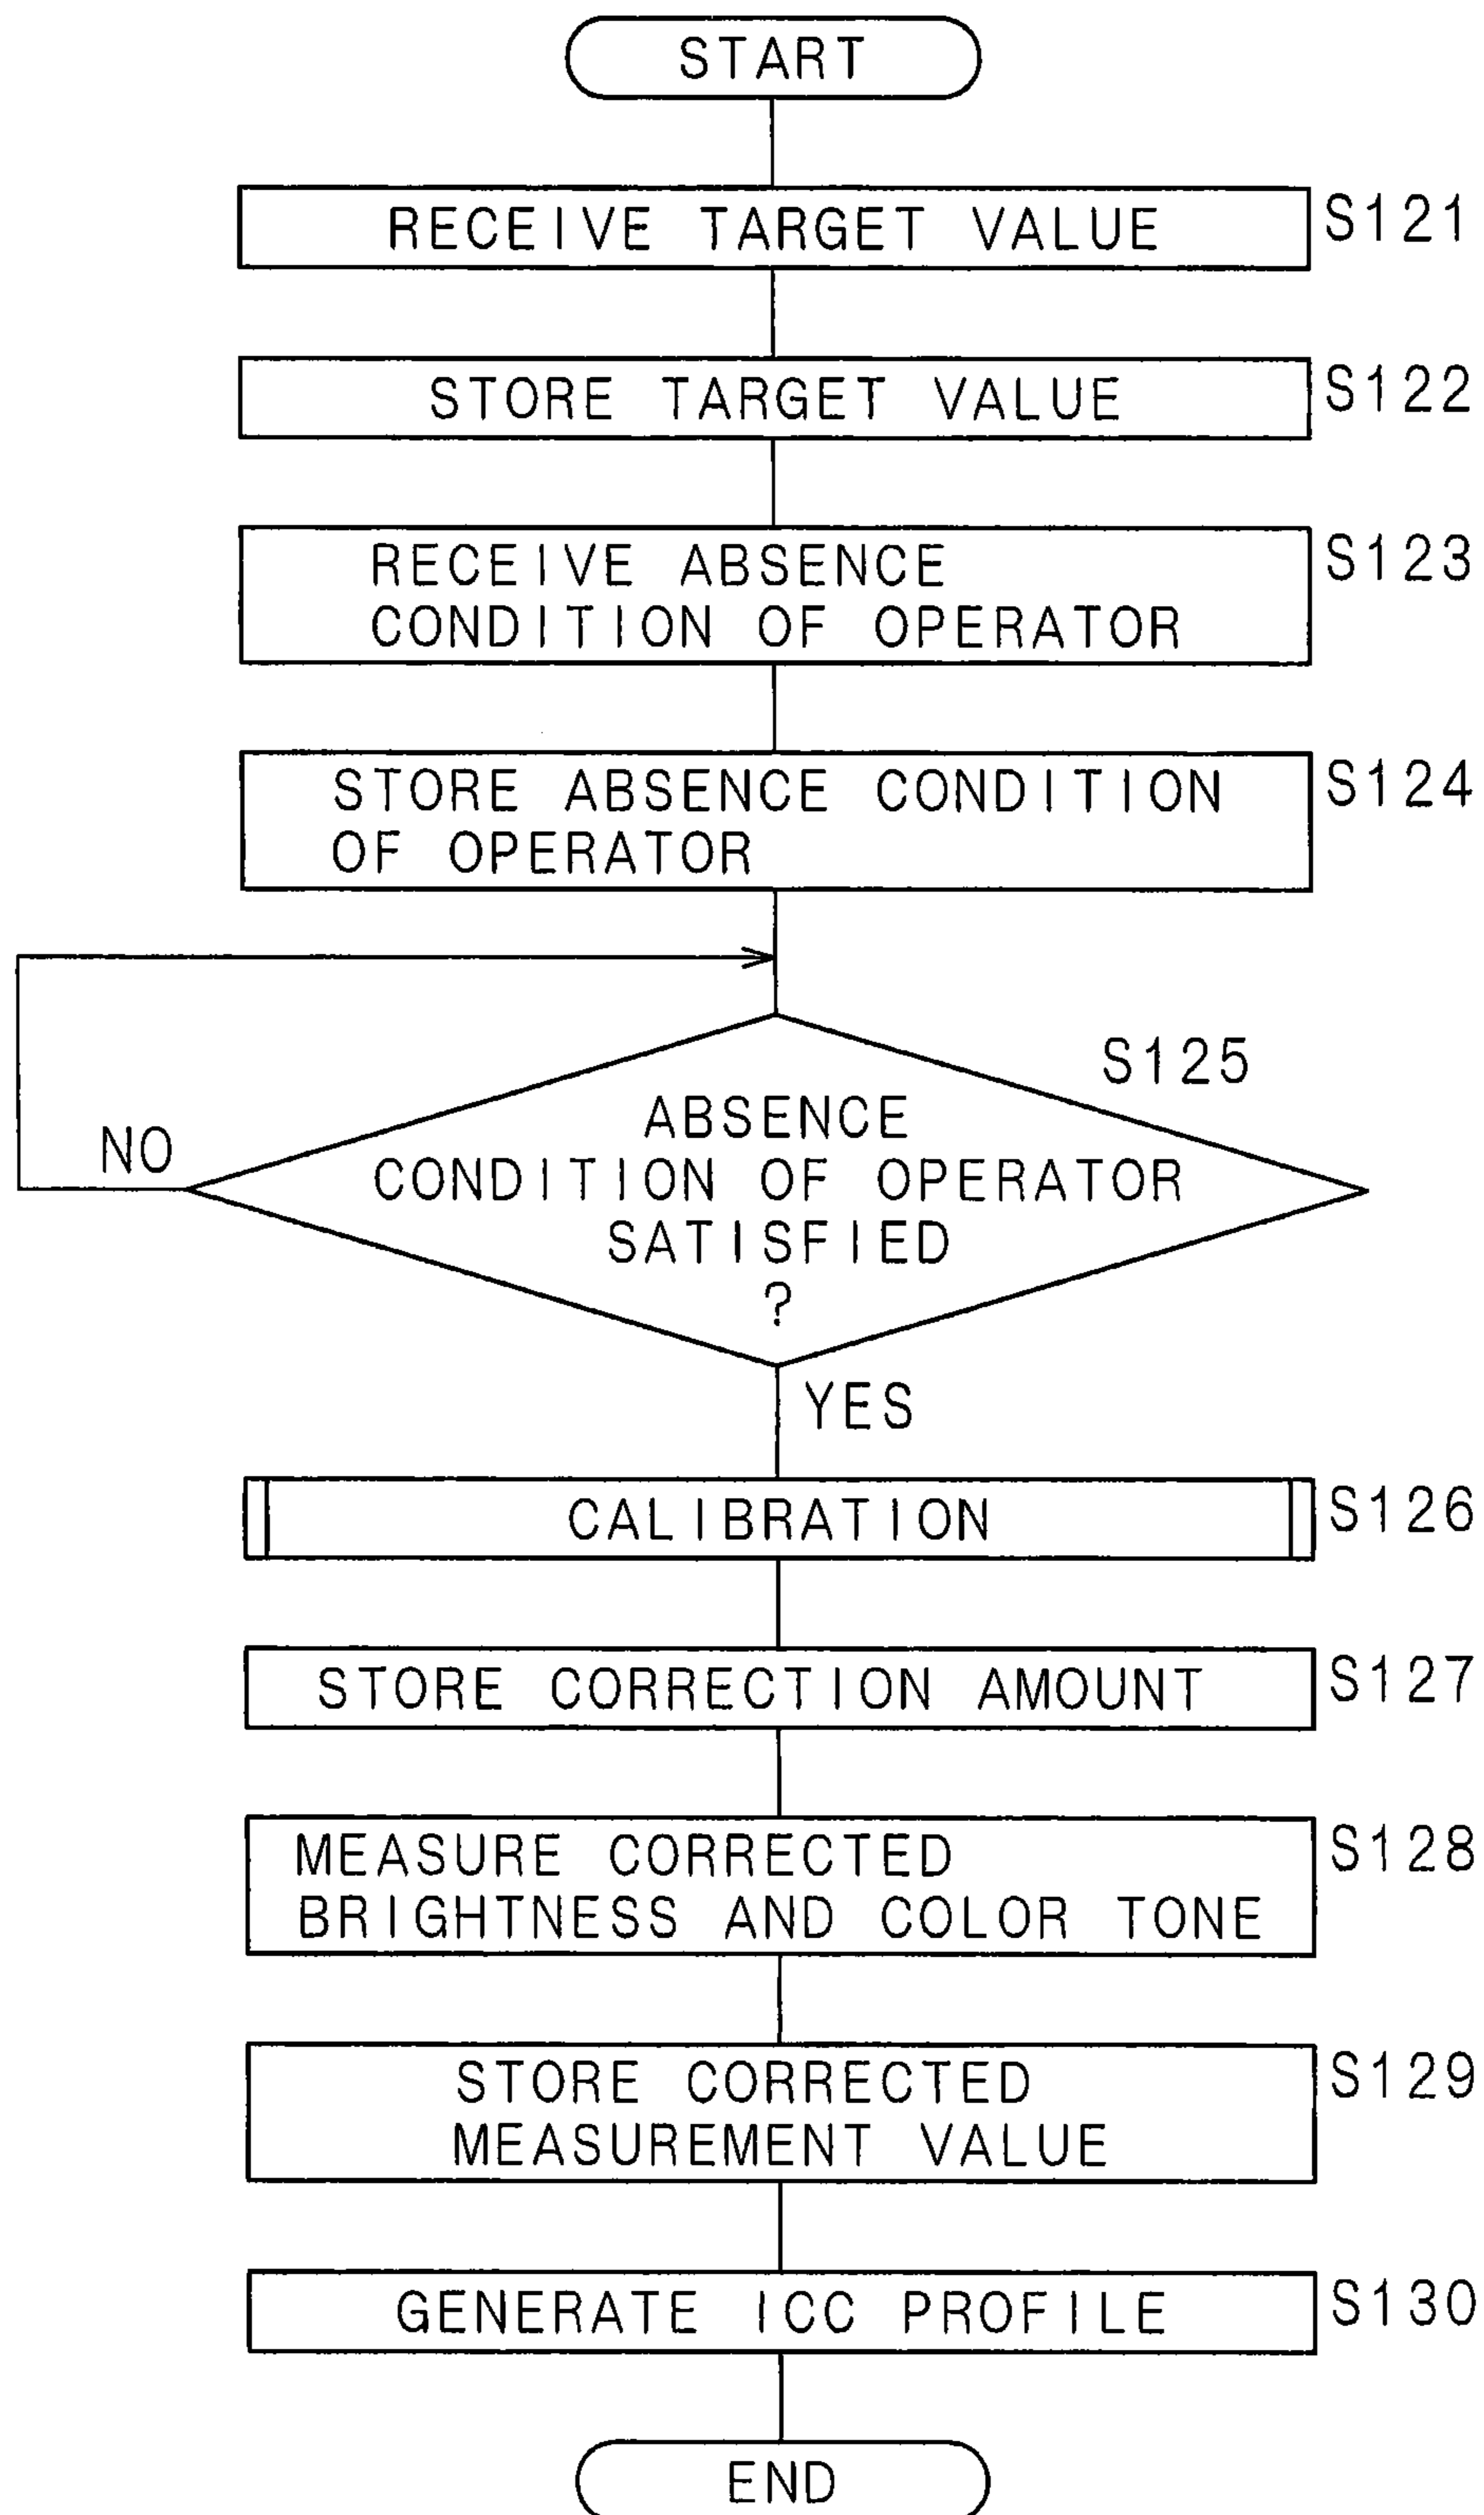 START
RECEIVE TARGET VALUE
S121
STORE TARGET VALUE
S122
RECEIVE ABSENCE
CONDITION OF OPERATOR
S123
STORE ABSENCE CONDITION
OF OPERATOR
S124
S125
ABSENCE
CONDITION OF OPERATOR
SATISFIED
?
NO
YES
CALIBRATION
S126
STORE CORRECTION AMOUNT
S127
MEASURE CORRECTED
BRIGHTNESS AND COLOR TONE
S128
STORE CORRECTED
MEASUREMENT VALUE
S129
GENERATE ICC PROFILE
S130
END